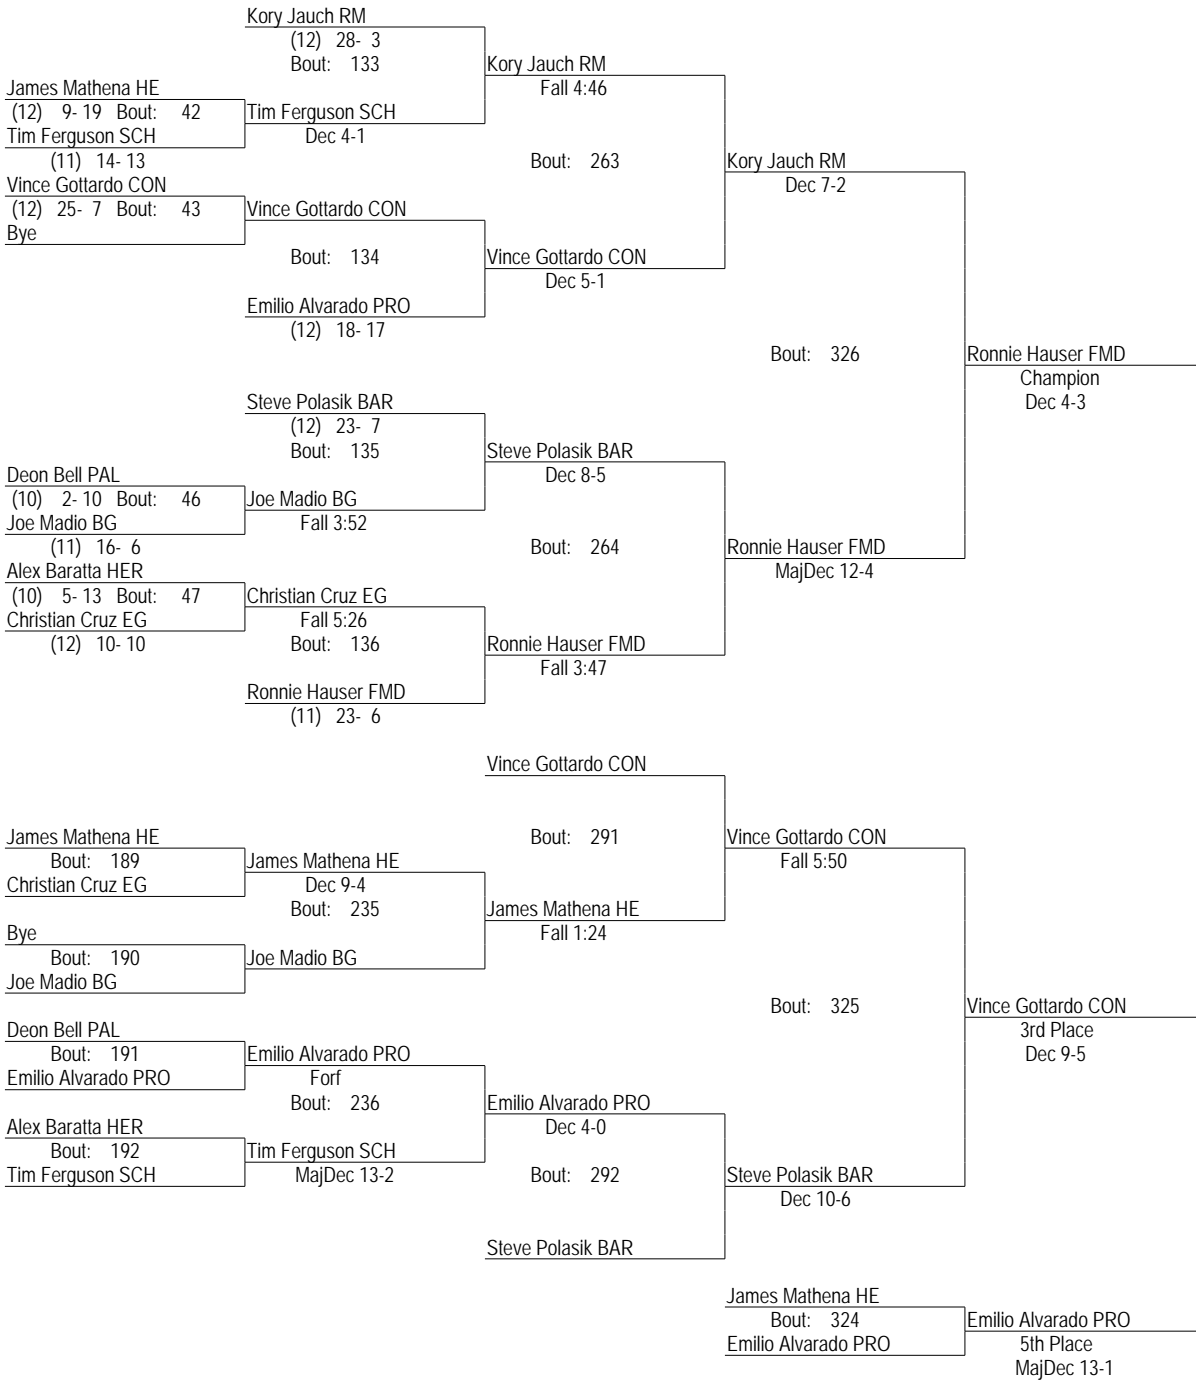 Kory Jauch RM
(12) 28- 3
Bout: 133
Kory Jauch RM
Fall 4:46
James Mathena HE
(12) 9- 19 Bout: 42
Tim Ferguson SCH
Tim Ferguson SCH
Dec 4-1
(11) 14- 13
Bout: 263
Kory Jauch RM
Dec 7-2
Vince Gottardo CON
(12) 25- 7 Bout: 43
Vince Gottardo CON
Bye
Bout: 134
Vince Gottardo CON
Dec 5-1
Emilio Alvarado PRO
(12) 18- 17
Bout: 326
Ronnie Hauser FMD
Champion
Dec 4-3
Steve Polasik BAR
(12) 23- 7
Bout: 135
Steve Polasik BAR
Dec 8-5
Deon Bell PAL
(10) 2- 10 Bout: 46
Joe Madio BG
Joe Madio BG
Fall 3:52
(11) 16- 6
Bout: 264
Ronnie Hauser FMD
MajDec 12-4
Alex Baratta HER
(10) 5- 13 Bout: 47
Christian Cruz EG
Christian Cruz EG
Fall 5:26
(12) 10- 10
Bout: 136
Ronnie Hauser FMD
Fall 3:47
Ronnie Hauser FMD
(11) 23- 6
Vince Gottardo CON
Bout: 291
Vince Gottardo CON
Fall 5:50
James Mathena HE
Bout: 189
James Mathena HE
Christian Cruz EG
Dec 9-4
Bout: 235
James Mathena HE
Fall 1:24
Bye
Bout: 190
Joe Madio BG
Joe Madio BG
Bout: 325
Vince Gottardo CON
3rd Place
Dec 9-5
Deon Bell PAL
Bout: 191
Emilio Alvarado PRO
Emilio Alvarado PRO
Forf
Bout: 236
Emilio Alvarado PRO
Dec 4-0
Alex Baratta HER
Bout: 192
Tim Ferguson SCH
Tim Ferguson SCH
MajDec 13-2
Bout: 292
Steve Polasik BAR
Dec 10-6
Steve Polasik BAR
James Mathena HE
Bout: 324
Emilio Alvarado PRO
Emilio Alvarado PRO
5th Place
MajDec 13-1